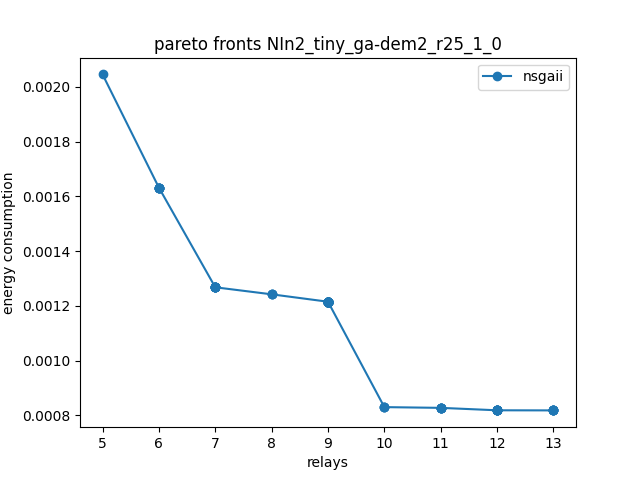 pareto fronts NIn2_tiny_ga-dem2_r25_1_0
nsgaii
0.0020
0.0018
0.0016
0.0014
0.0012
0.0010
0.0008
energy consumption
5 6 7 8 9 10 11 12 13
relays